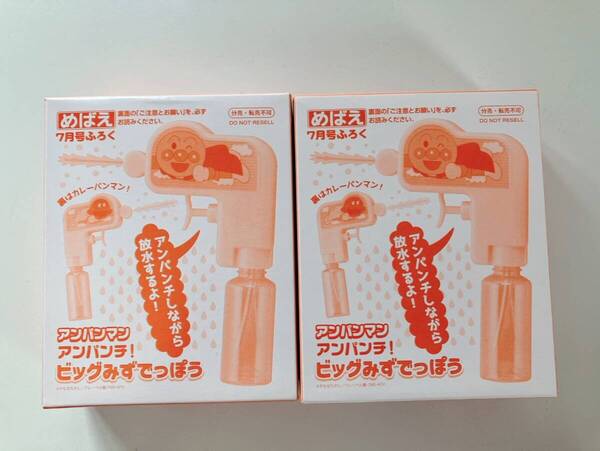 めばえ
7月号ふろく
裏面の「ご注意とお願い」を、必ず
お読みください。
分売・転売不可
DO NOT RESELL
裏はカレーパンマン！
アンパンチしながら
放水するよ！
アンパンマン
アンパンチ！
ビッグみずでっぽう
めばえ
7月号ふろく
裏面の「ご注意とお願い」を、必ず
お読みください。
分売・転売不可
DO NOT RESELL
裏はカレーパンマン！
アンパンチしながら
放水するよ！
アンパンマン
アンパンチ！
ビッグみずでっぽう